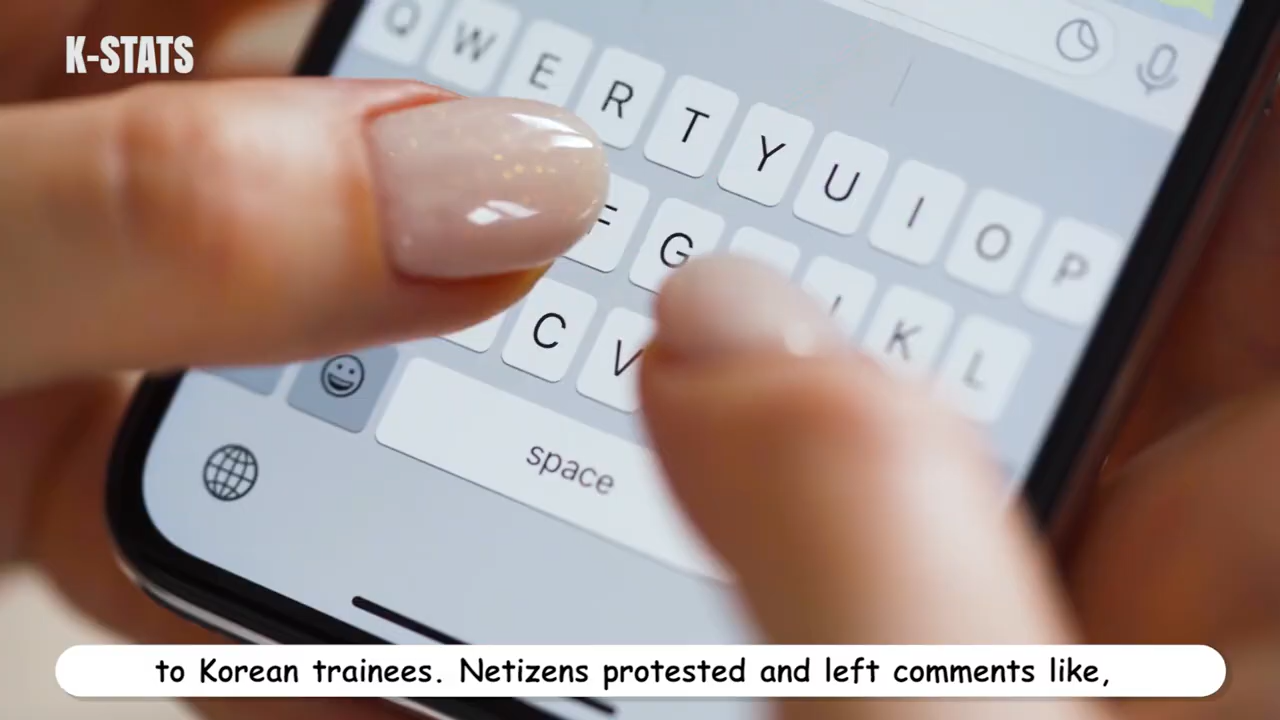 K-STATS
Q W E R T Y U I O P
F G K L
C V
space
to Korean trainees. Netizens protested and left comments like,